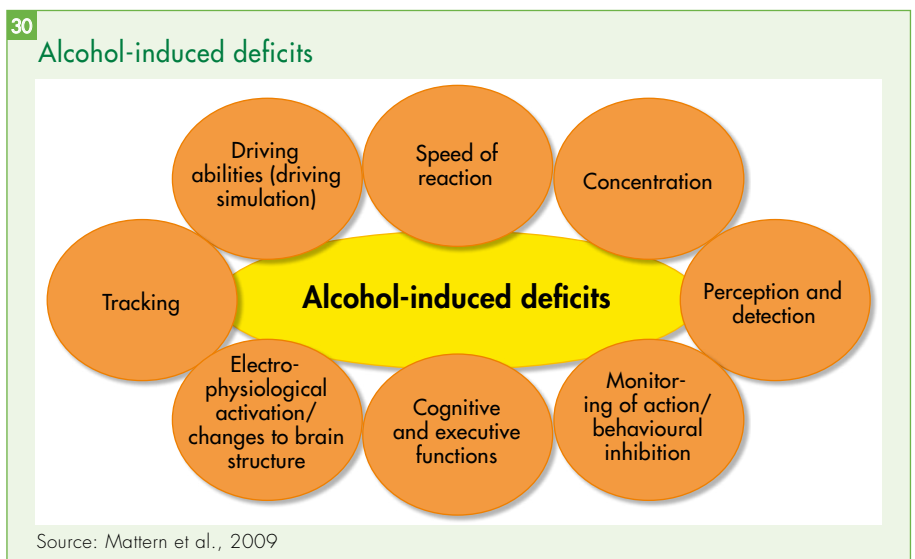 30
Alcohol-induced deficits
Driving
abilities (driving
simulation)
Speed of
reaction
Concentration
Tracking
Alcohol-induced deficits
Perception and
detection
Electro-
physiological
activation/
changes to brain
structure
Cognitive
and executive
functions
Monitor-
ing of action/
behavioural
inhibition
Source: Mattern et al., 2009